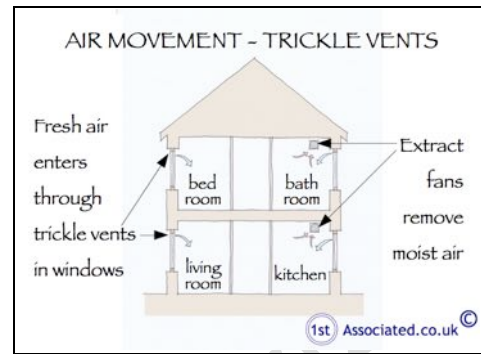 AIR MOVEMENT - TRICKLE VENTS
Fresh air
enters
through
trickle vents
in windows
bed
room
bath
room
living
room
kitchen
Extract
fans
remove
moist air
1st Associated.co.uk ©